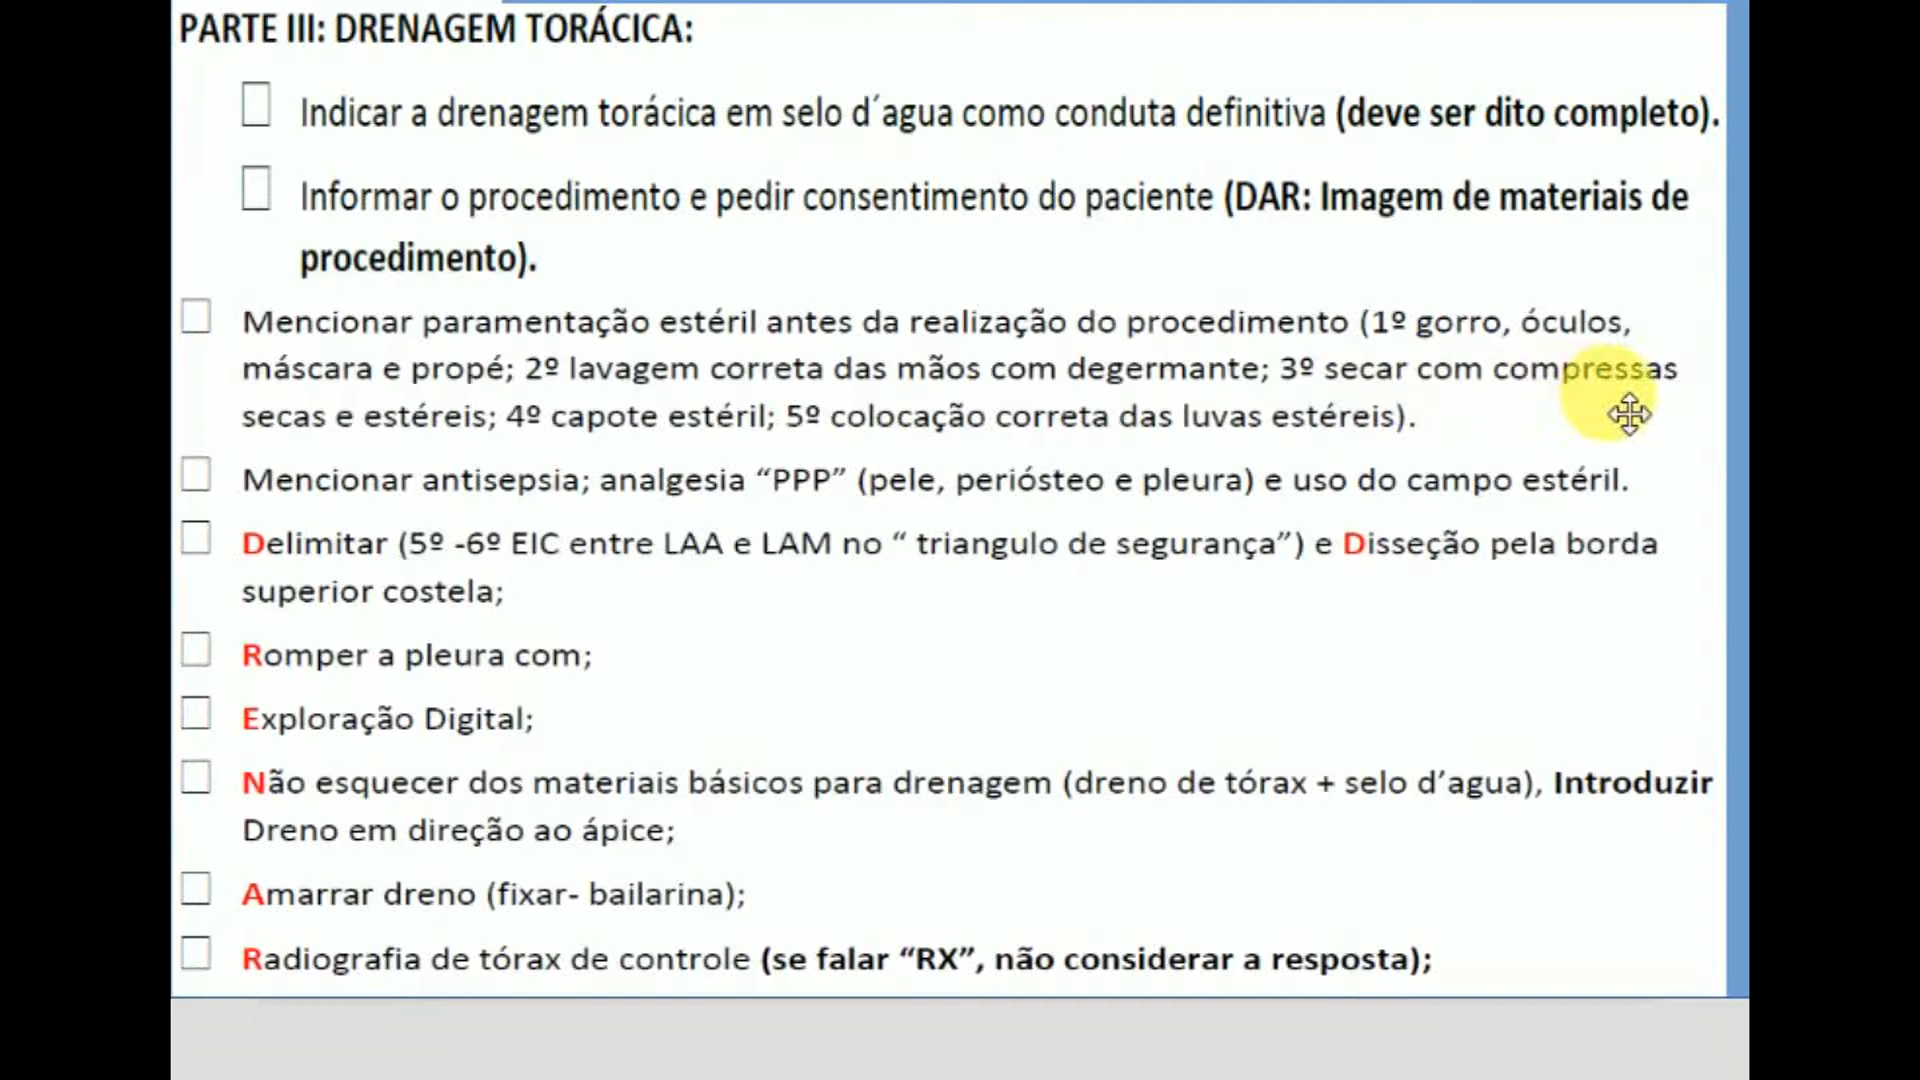 PARTE III: DRENAGEM TORÁCICA:
Indicar a drenagem torácica em selo d´agua como conduta definitiva (deve ser dito completo).
Informar o procedimento e pedir consentimento do paciente (DAR: Imagem de materiais de
procedimento).
Mencionar paramentação estéril antes da realização do procedimento (1º gorro, óculos,
máscara e propé; 2º lavagem correta das mãos com degermante; 3º secar com compressas
secas e estéreis; 4º capote estéril; 5º colocação correta das luvas estéreis).
Mencionar antisepsia; analgesia “PPP” (pele, periósteo e pleura) e uso do campo estéril.
Delimitar (5º -6º EIC entre LAA e LAM no “ triangulo de segurança”) e Disseção pela borda
superior costela;
Romper a pleura com;
Exploração Digital;
Não esquecer dos materiais básicos para drenagem (dreno de tórax + selo d’agua), Introduzir
Dreno em direção ao ápice;
Amarrar dreno (fixar- bailarina);
Radiografia de tórax de controle (se falar “RX”, não considerar a resposta);